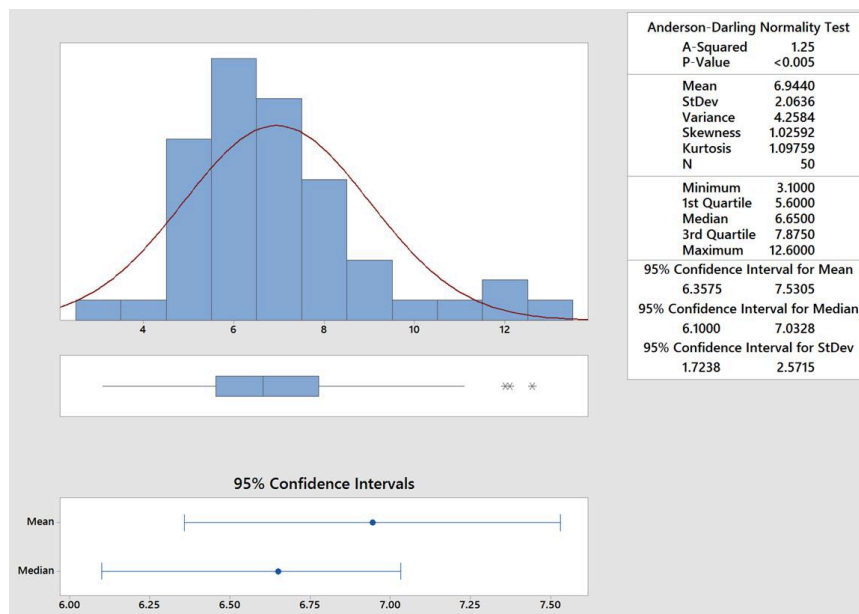 Anderson-Darling Normality Test
A-Squared 1.25
P-Value <0.005
Mean 6.9440
StDev 2.0636
Variance 4.2584
Skewness 1.02592
Kurtosis 1.09759
N 50
Minimum 3.1000
1st Quartile 5.6000
Median 6.6500
3rd Quartile 7.8750
Maximum 12.6000
95% Confidence Interval for Mean
6.3575 7.5305
95% Confidence Interval for Median
6.1000 7.0328
95% Confidence Interval for StDev
1.7238 2.5715
4 6 8 10 12
95% Confidence Intervals
Mean
Median
6.00 6.25 6.50 6.75 7.00 7.25 7.50